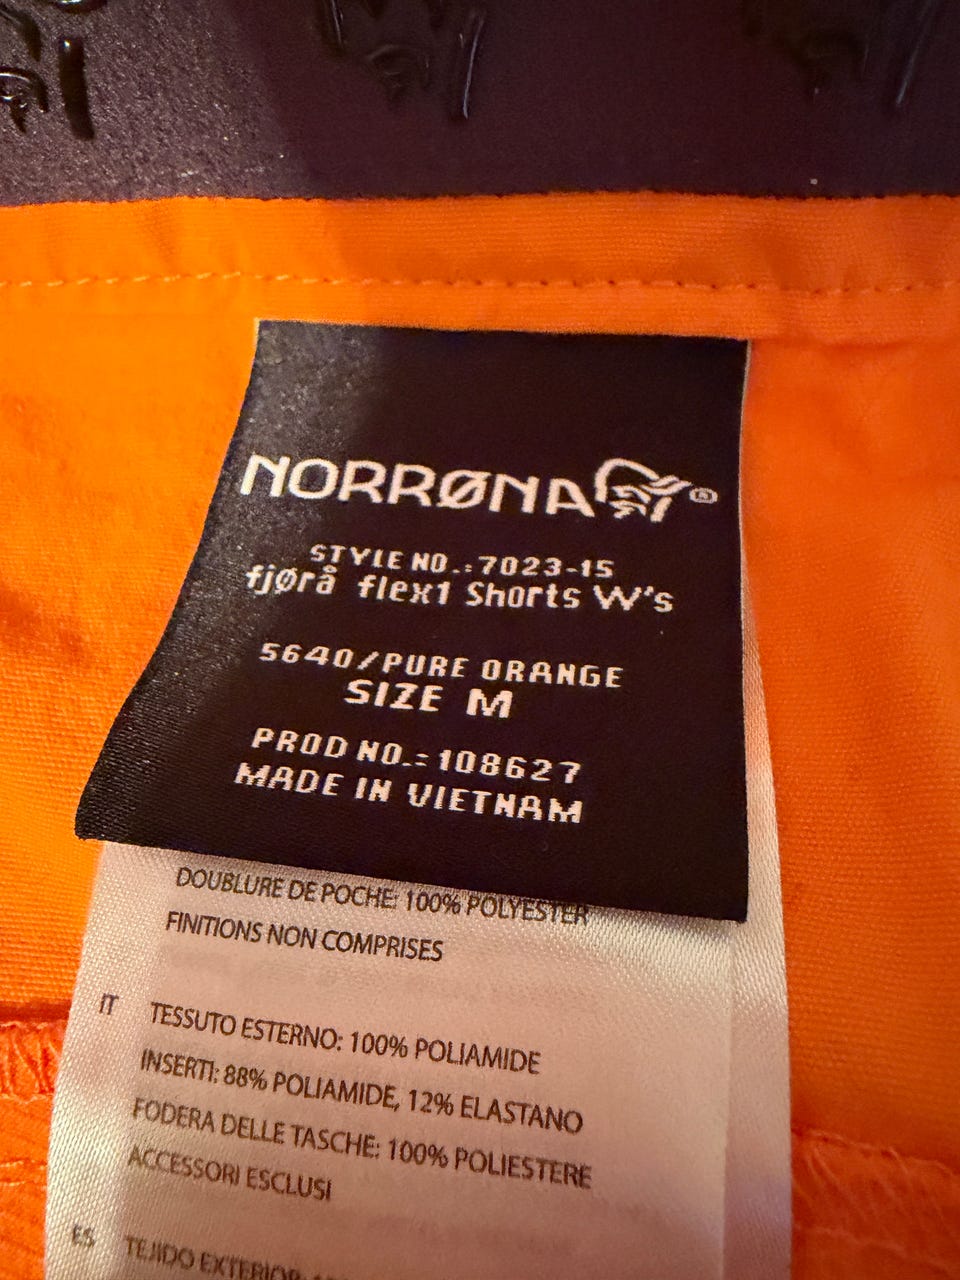 NORRØNA®
STYLE NO.:7023-15
fjørå flex1 Shorts W's
5640/PURE ORANGE
SIZE M
PROD NO.:108627
MADE IN VIETNAM
DOUBLURE DE POCHE: 100% POLYESTER
FINITIONS NON COMPRISES
IT TESSUTO ESTERNO: 100% POLIAMIDE
INSERTI: 88% POLIAMIDE, 12% ELASTANO
FODERA DELLE TASCHE: 100% POLIESTERE
ACCESSORI ESCLUSI
ES TEJIDO EXTERIOR: